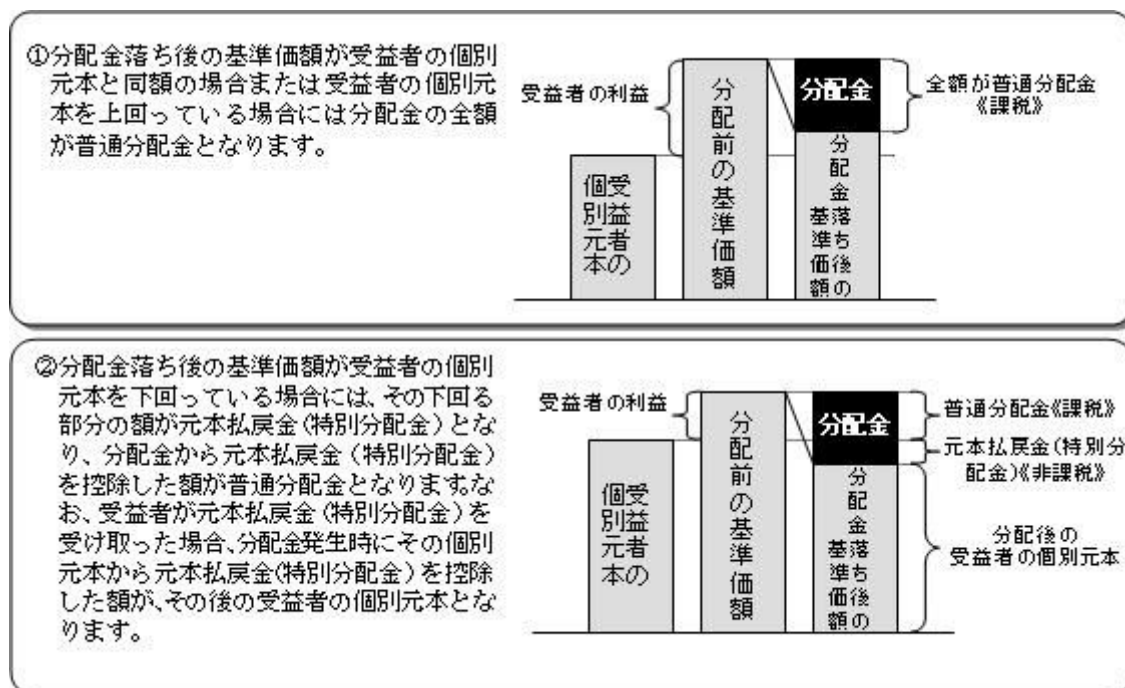 ①分配金落ち後の基準価額が受益者の個別
元本と同額の場合または受益者の個別元
本を上回っている場合には分配金の全額
が普通分配金となります。
受益者の利益
個別元本
受益者の
分配前の基準価額
分配金
分配金落ち後の
基準価額
全額が普通分配金
《課税》
②分配金落ち後の基準価額が受益者の個別
元本を下回っている場合には、その下回る
部分の額が元本払戻金(特別分配金)とな
り、分配金から元本払戻金(特別分配金)
を控除した額が普通分配金となります。な
お、受益者が元本払戻金(特別分配金)を
受け取った場合、分配金発生時にその個別
元本から元本払戻金(特別分配金)を控除
した額が、その後の受益者の個別元本とな
ります。
受益者の利益
受益者の
個別元本
分配前の基準価額
分配金
分配金落ち後の
基準価額
普通分配金《課税》
元本払戻金(特別分
配金)《非課税》
分配後の
受益者の個別元本